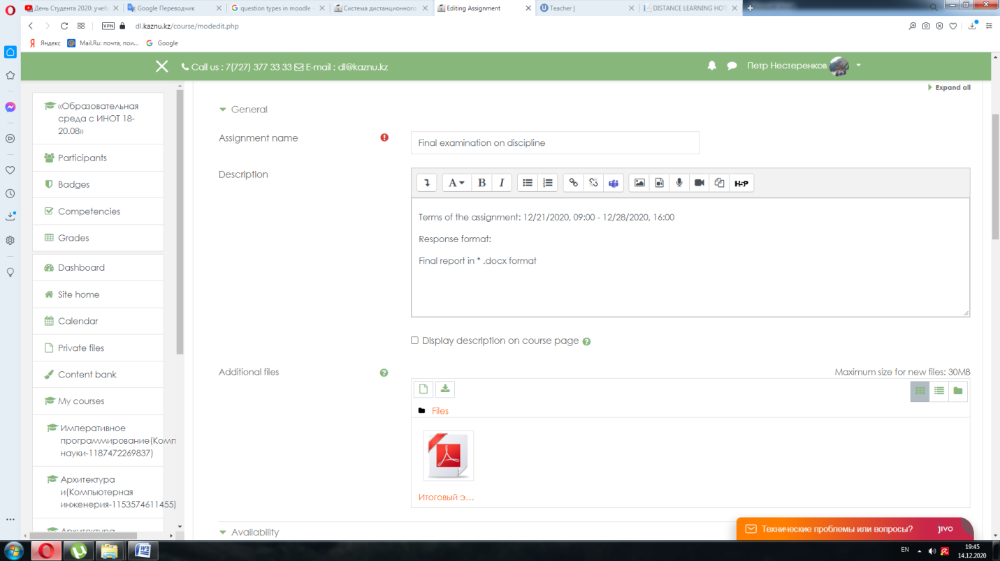 День Студента 2020: учеб
Google Переводчик
question types in moodle -
Система дистанционного
Editing Assignment
Teacher |
DISTANCE LEARNING HOT
VPN
dl.kaznu.kz/course/modedit.php
Яндекс
Mail.Ru: почта, пои...
Google
Call us : 7(727) 377 33 33 E-mail : dl@kaznu.kz
Петр Нестеренков
Expand all
«Образовательная
среда с ИНОТ 18-
20.08»
Participants
Badges
Competencies
Grades
Dashboard
Site home
Calendar
Private files
Content bank
My courses
Императивное
программирование(Комп
науки-1187472269837)
Архитектура
и(Компьютерная
инженерия-1153574611455)
Архитектура
General
Assignment name
Final examination on discipline
Description
A B I H-P
Terms of the assignment: 12/21/2020, 09:00 - 12/28/2020, 16:00
Response format:
Final report in * .docx format
Display description on course page
Additional files
Maximum size for new files: 30MB
Files
Итоговый э...
Availability
Технические проблемы или вопросы? jivo
EN
19:45
14.12.2020